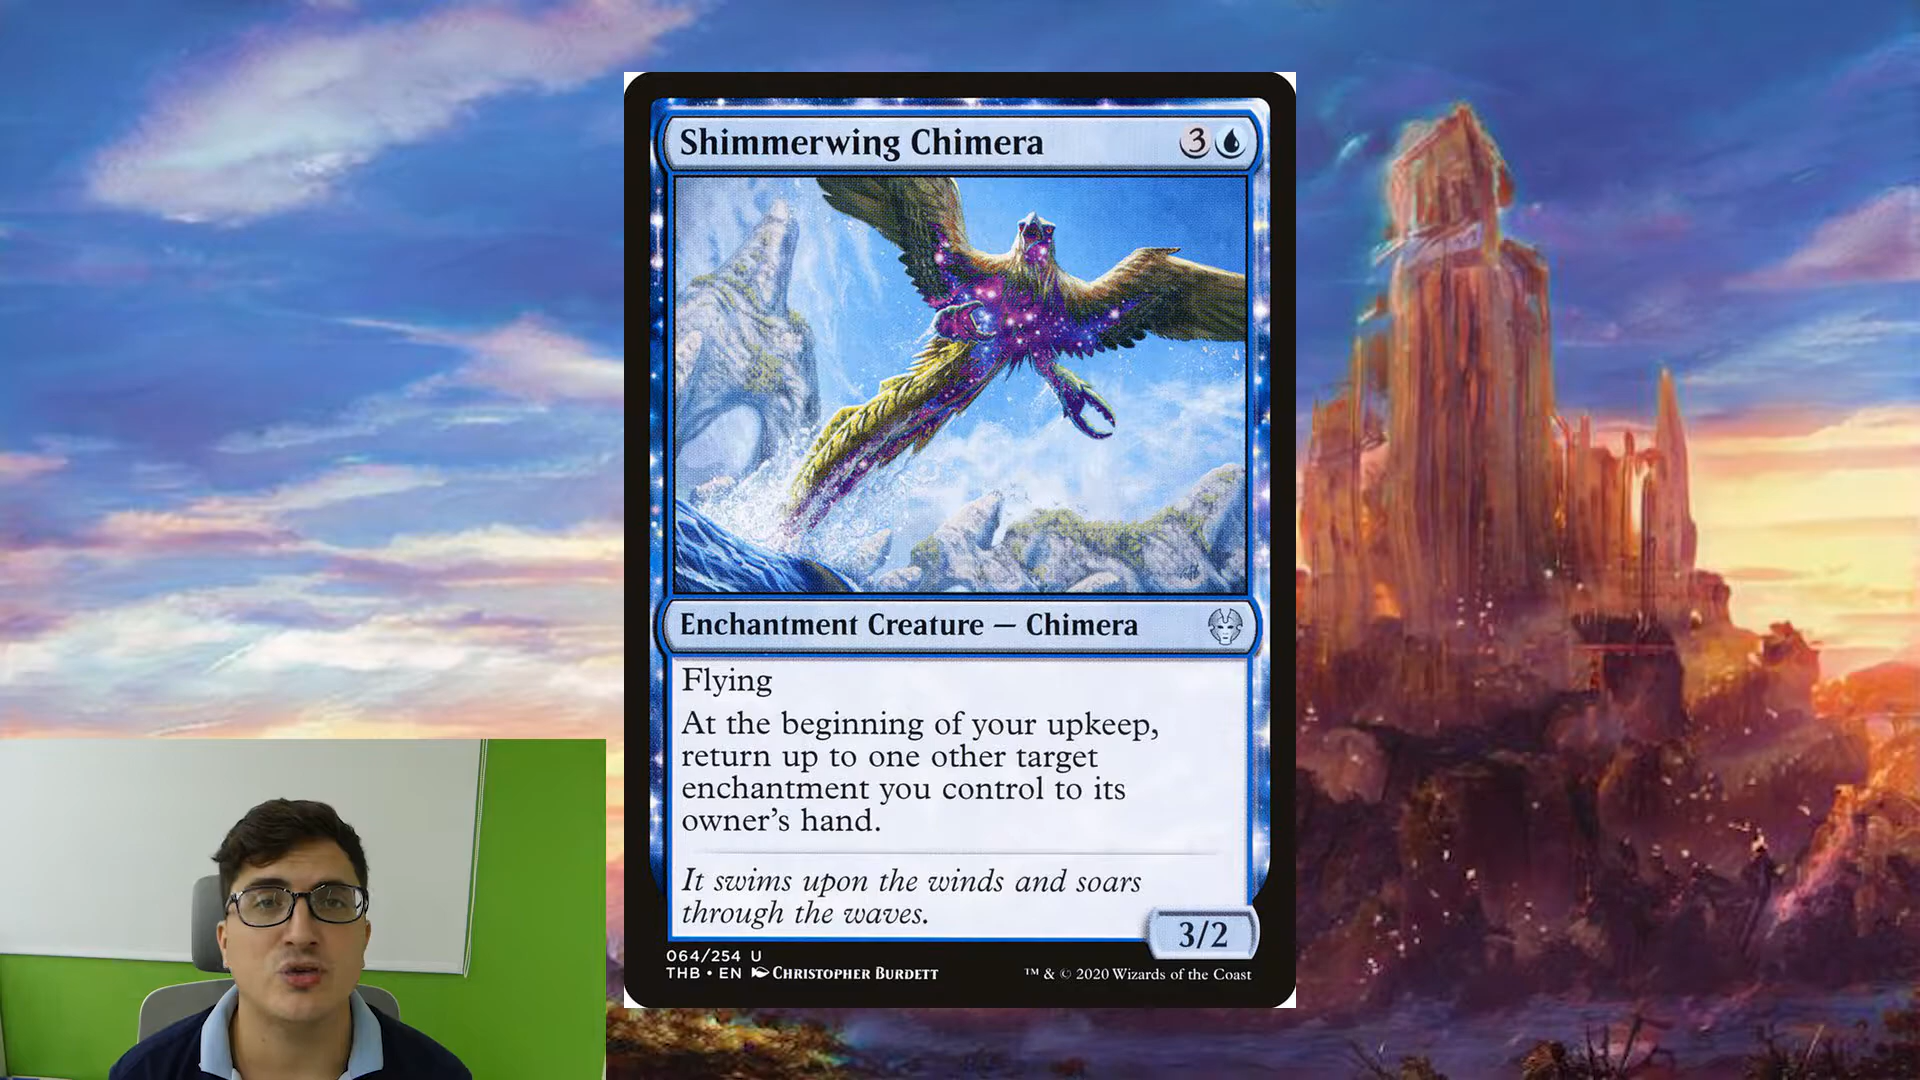 Shimmerwing Chimera 3
Enchantment Creature — Chimera
Flying
At the beginning of your upkeep,
return up to one other target
enchantment you control to its
owner's hand.
It swims upon the winds and soars
through the waves.
3/2
064/254 U
THB • EN Christopher Burdett
™ & © 2020 Wizards of the Coast